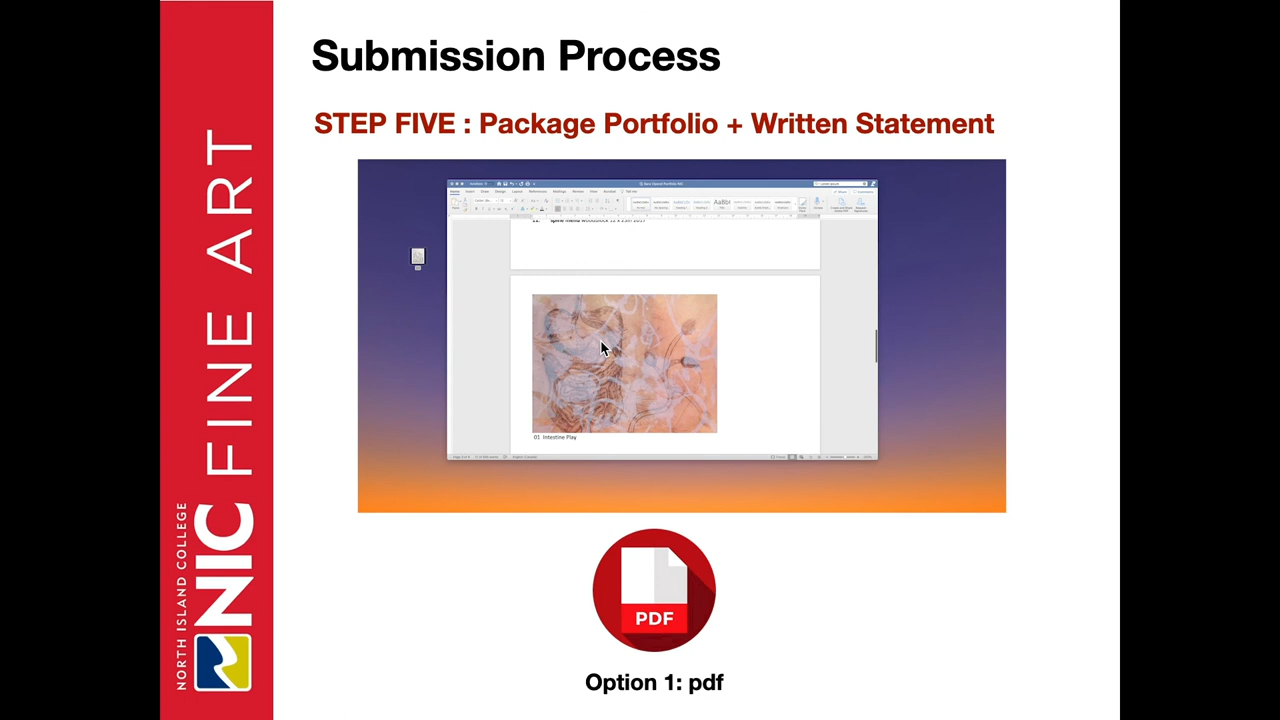 Submission Process
STEP FIVE : Package Portfolio + Written Statement
NORTH ISLAND COLLEGE
NIC FINE ART
01 Intestine Play
PDF
Option 1: pdf